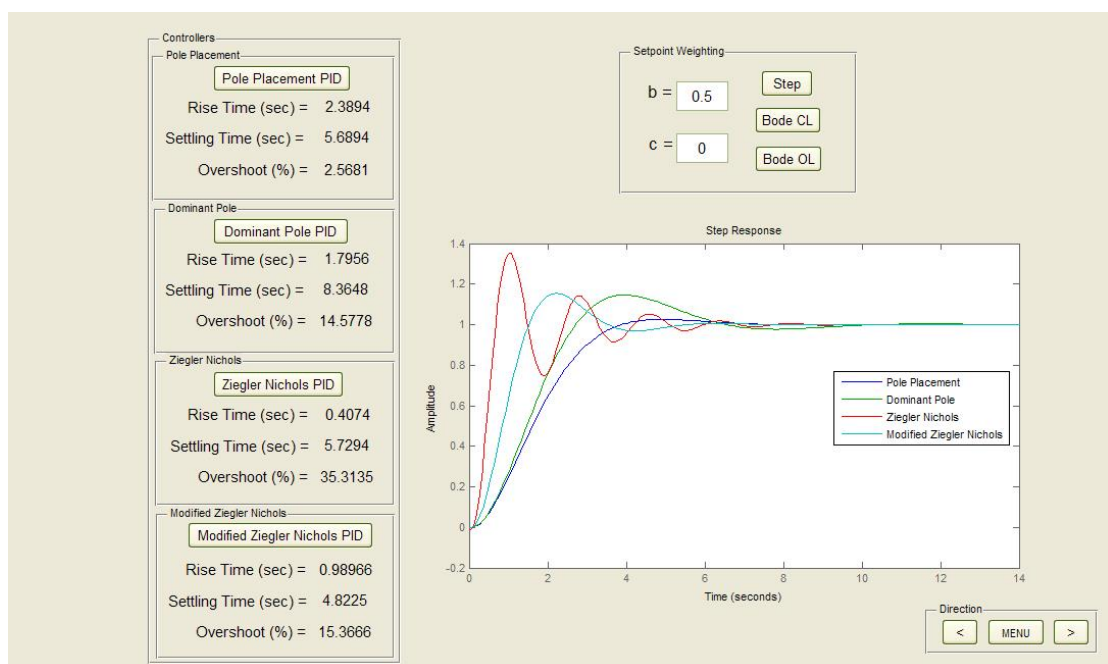 Controllers
Pole Placement
Pole Placement PID
Rise Time (sec) = 2.3894
Settling Time (sec) = 5.6894
Overshoot (%) = 2.5681
Dominant Pole
Dominant Pole PID
Rise Time (sec) = 1.7956
Settling Time (sec) = 8.3648
Overshoot (%) = 14.5778
Ziegler Nichols
Ziegler Nichols PID
Rise Time (sec) = 0.4074
Settling Time (sec) = 5.7294
Overshoot (%) = 35.3135
Modified Ziegler Nichols
Modified Ziegler Nichols PID
Rise Time (sec) = 0.98966
Settling Time (sec) = 4.8225
Overshoot (%) = 15.3666
Setpoint Weighting
b = 0.5
Step
Bode CL
c = 0
Bode OL
Step Response
1.4
1.2
1
0.8
0.6
0.4
0.2
0
-0.2
Amplitude
0 2 4 6 8 10 12 14
Time (seconds)
Pole Placement
Dominant Pole
Ziegler Nichols
Modified Ziegler Nichols
Direction
< MENU >